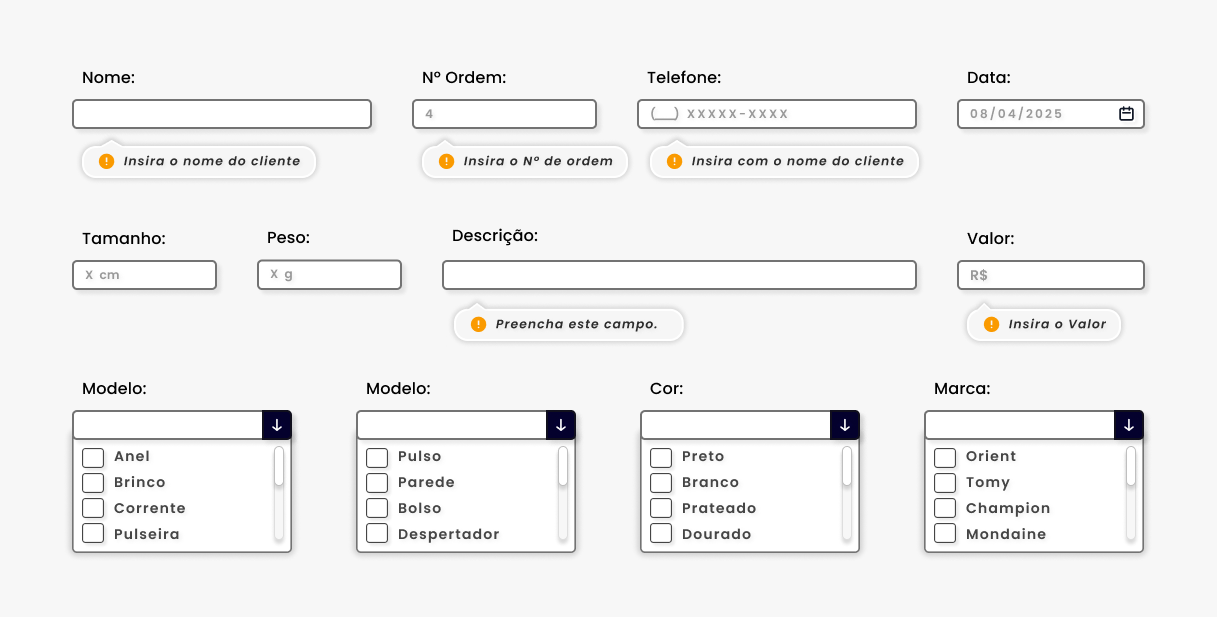 Nome:
Nº Ordem:
Telefone:
Data:
4
(__) XXXXX-XXXX
08/04/2025
Insira o nome do cliente
Insira o Nº de ordem
Insira com o nome do cliente
Tamanho:
Peso:
Descrição:
Valor:
X cm
X g
R$
Preencha este campo.
Insira o Valor
Modelo:
Modelo:
Cor:
Marca:
Anel
Brinco
Corrente
Pulseira
Pulso
Parede
Bolso
Despertador
Preto
Branco
Prateado
Dourado
Orient
Tomy
Champion
Mondaine